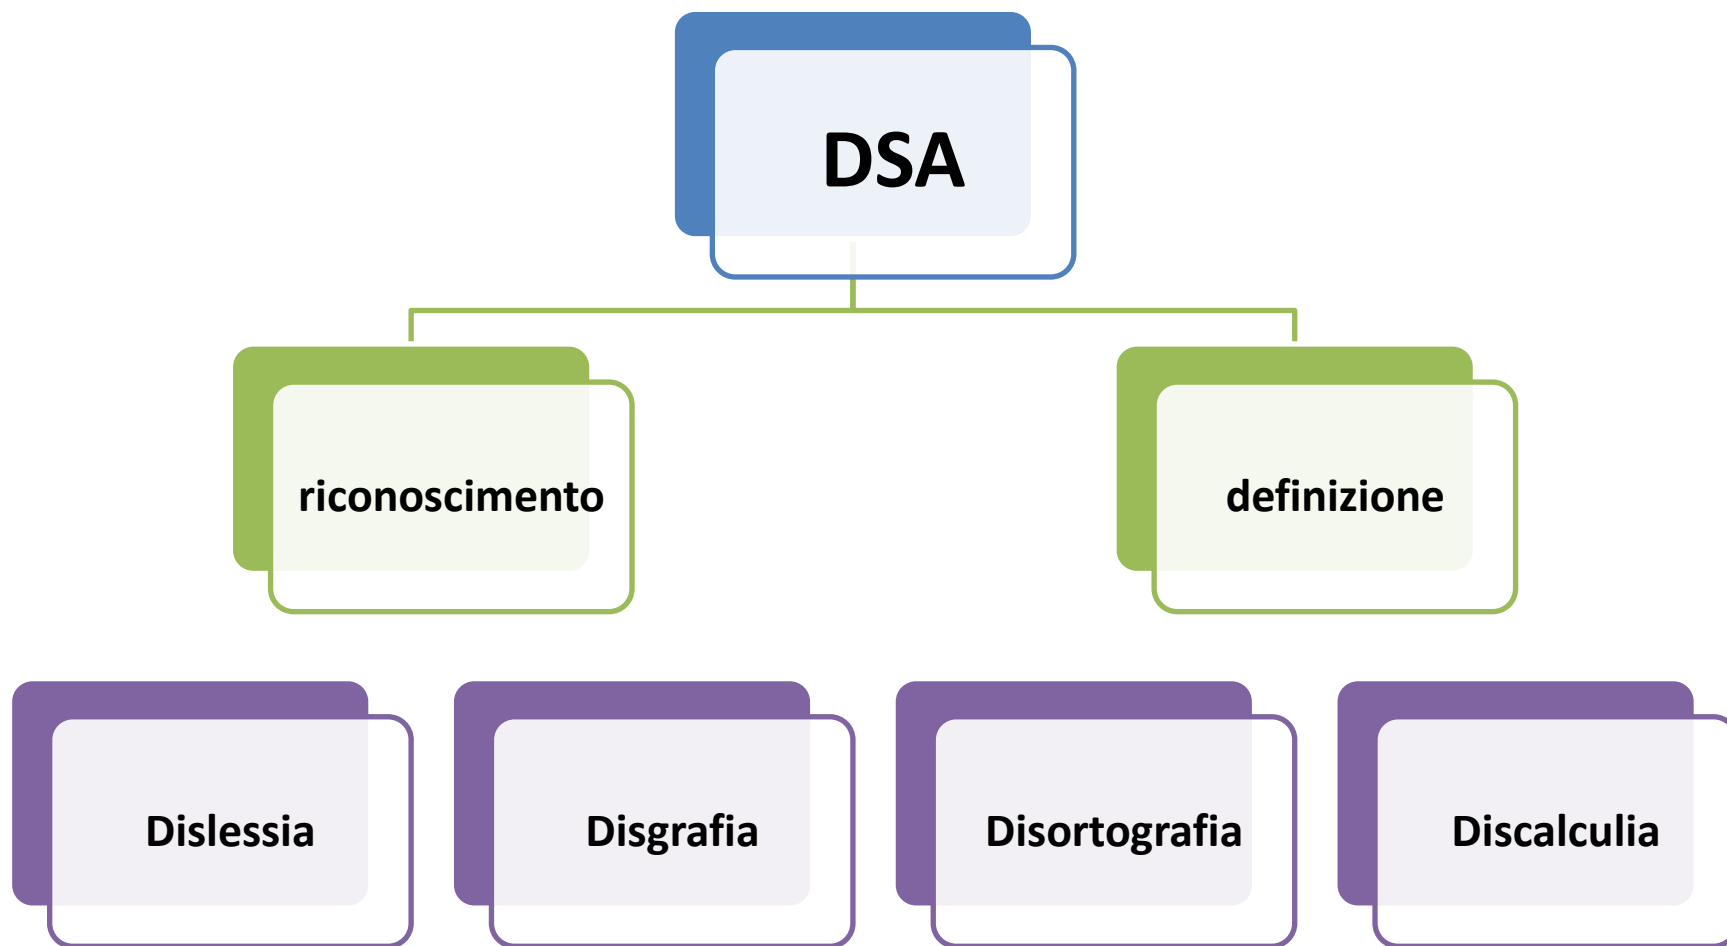 DSA
riconoscimento
definizione
Dislessia
Disgrafia
Disortografia
Discalculia